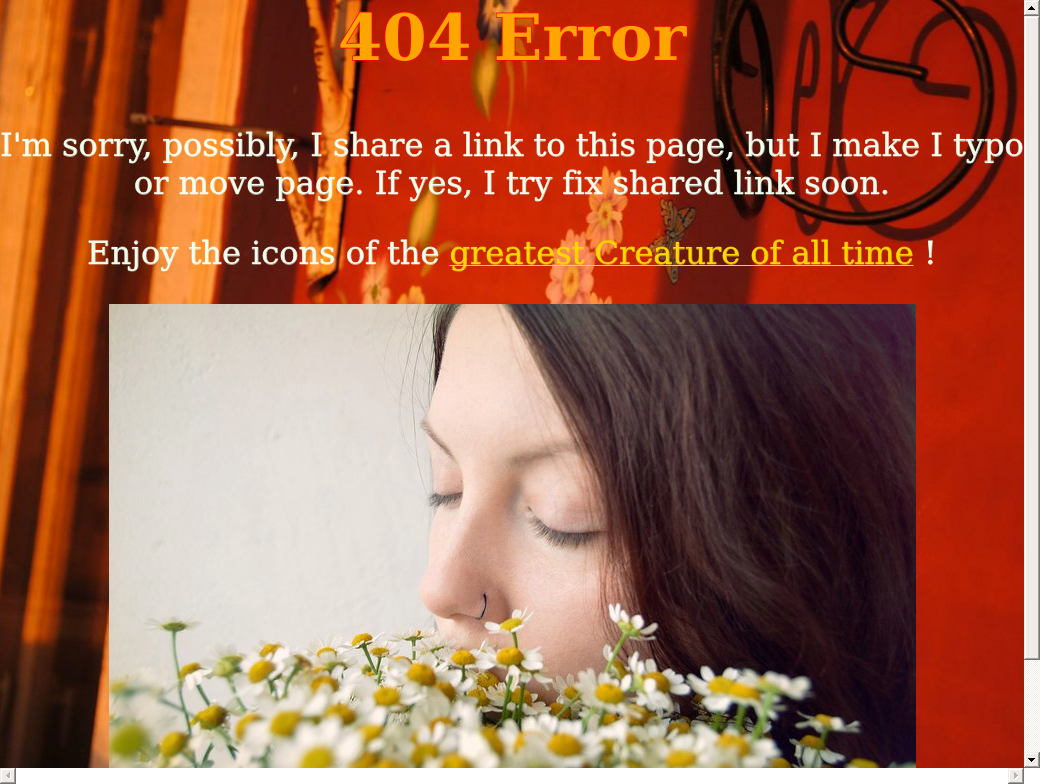 404 Error
I'm sorry, possibly, I share a link to this page, but I make I typo
or move page. If yes, I try fix shared link soon.
Enjoy the icons of the greatest Creature of all time !